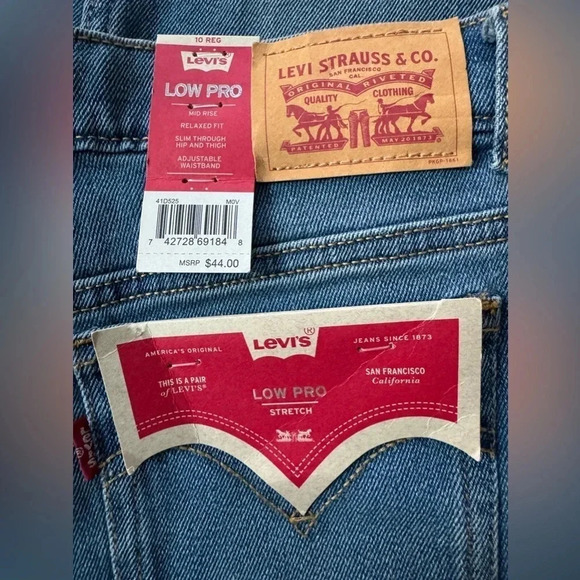 10 REG
Levi's
LOW PRO
MID RISE
RELAXED FIT
SLIM THROUGH
HIP AND THIGH
ADJUSTABLE
WAISTBAND
41D525 M0V
7 42728 69184 8
MSRP $44.00
LEVI STRAUSS & CO.
SAN FRANCISCO
CAL.
ORIGINAL RIVETED
QUALITY CLOTHING
PATENTED MAY 20 1873
Levi's®
AMERICA'S ORIGINAL
JEANS SINCE 1873
THIS IS A PAIR
of LEVI'S®
SAN FRANCISCO
California
LOW PRO
STRETCH
Levi's